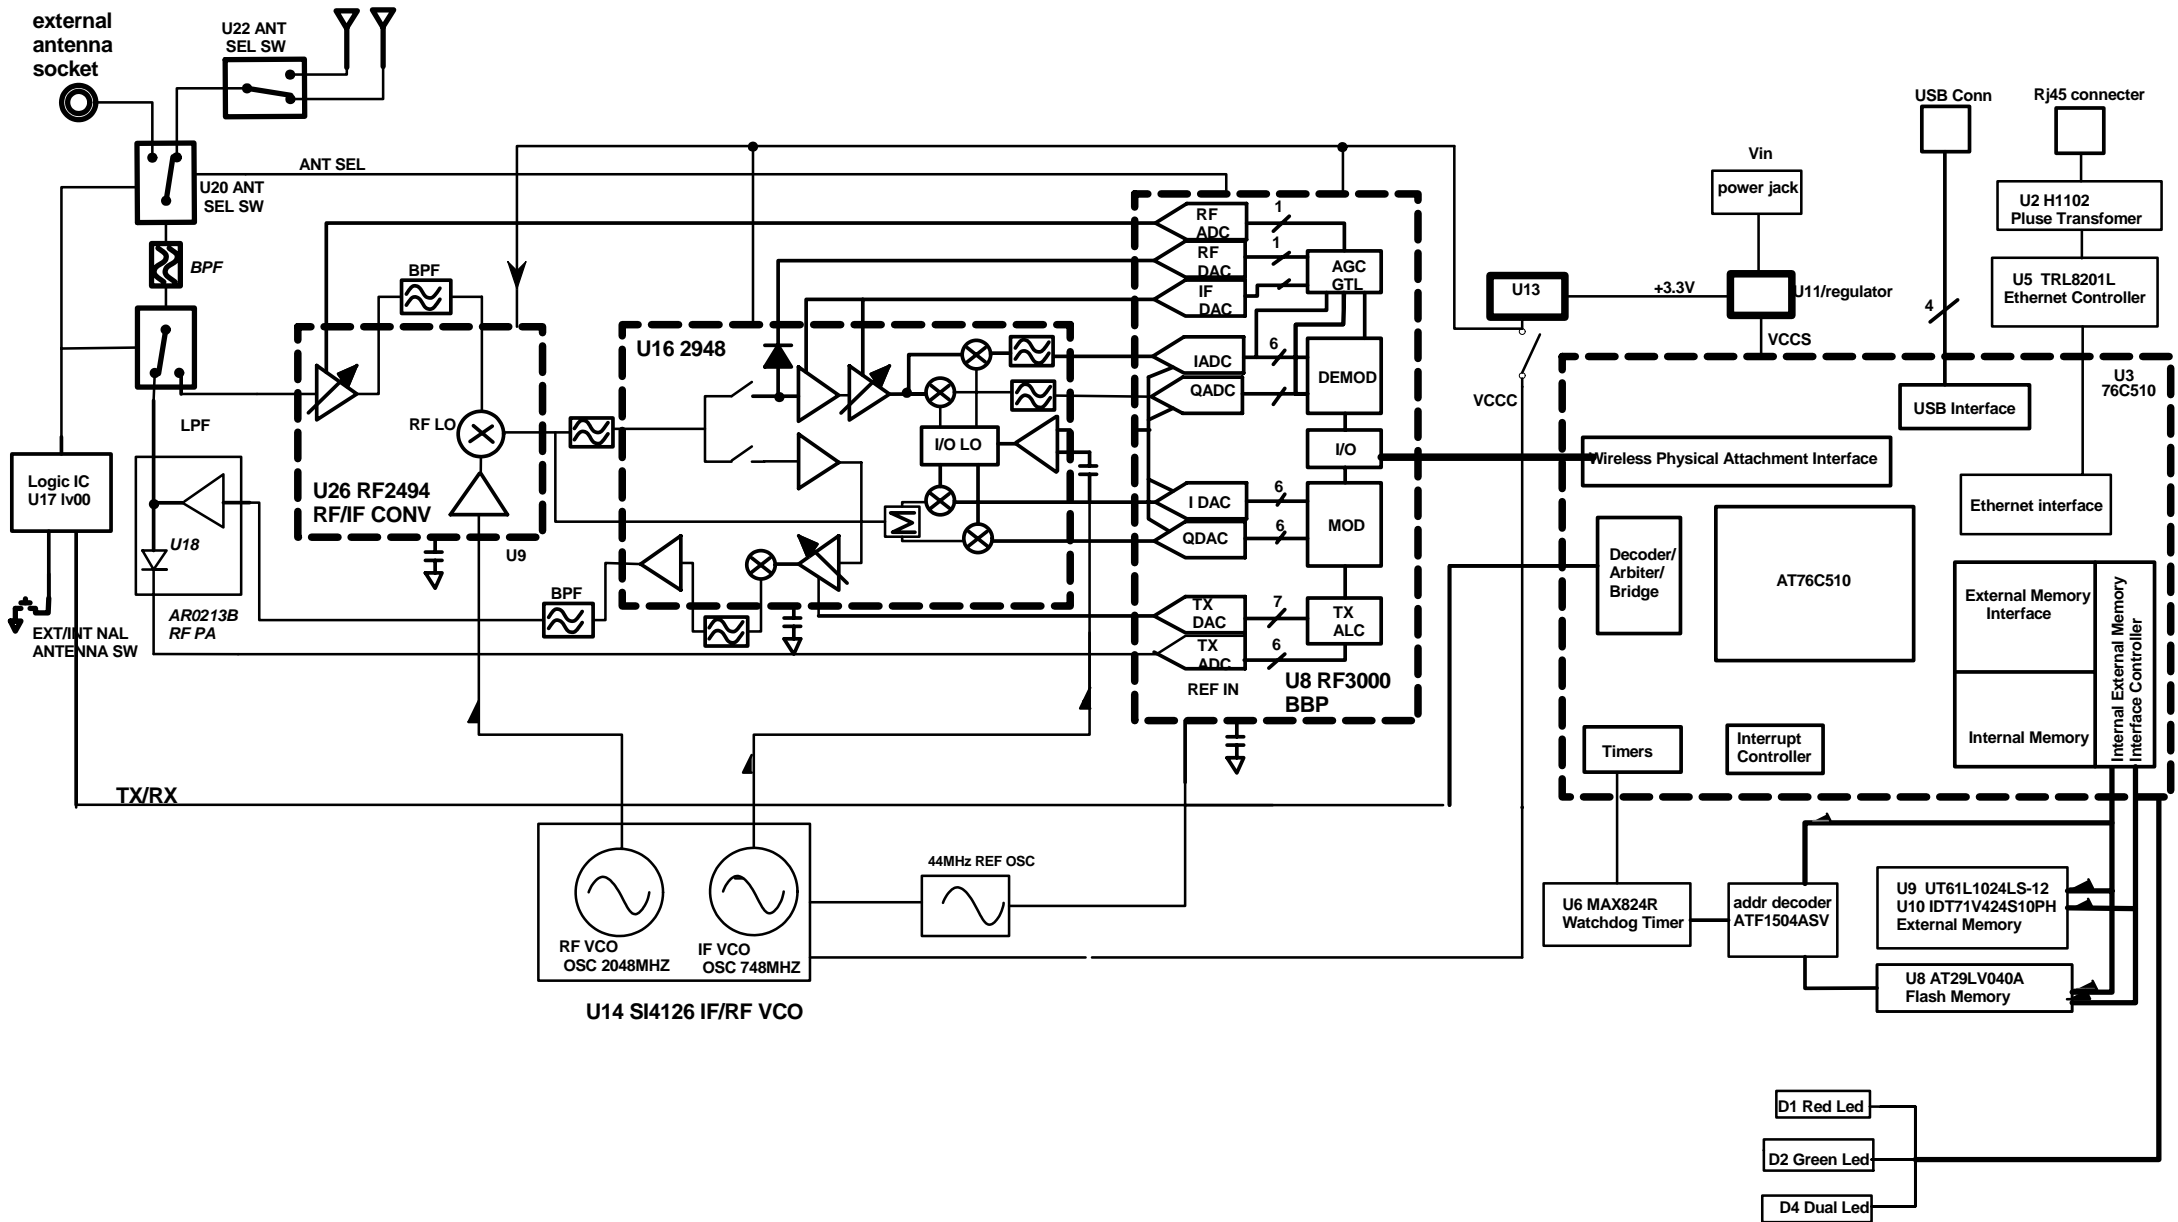 external
antenna
socket
U22 ANT
SEL SW
ANT SEL
U20 ANT
SEL SW
BPF
LPF
Logic IC
U17 lv00
EXT/INT NAL
ANTENNA SW
U18
AR0213B
RF PA
TX/RX
BPF
RF LO
U26 RF2494
RF/IF CONV
U9
BPF
U16 2948
I/O LO
Σ
RF
ADC
1
RF
DAC
1
IF
DAC
AGC
GTL
IADC
6
QADC
DEMOD
I/O
I DAC
6
QDAC
6
MOD
TX
DAC
7
TX
ADC
6
TX
ALC
REF IN
U8 RF3000
BBP
RF VCO
OSC 2048MHZ
IF VCO
OSC 748MHZ
U14 SI4126 IF/RF VCO
44MHz REF OSC
U13
+3.3V
VCCC
Vin
power jack
U11/regulator
VCCS
USB Conn
4
Rj45 connecter
U2 H1102
Pluse Transfomer
U5 TRL8201L
Ethernet Controller
U3
76C510
USB Interface
Wireless Physical Attachment Interface
Ethernet interface
Decoder/
Arbiter/
Bridge
AT76C510
External Memory
Interface
Internal Memory
Internal External Memory
Interface Controller
Timers
Interrupt
Controller
U6 MAX824R
Watchdog Timer
addr decoder
ATF1504ASV
U9 UT61L1024LS-12
U10 IDT71V424S10PH
External Memory
U8 AT29LV040A
Flash Memory
D1 Red Led
D2 Green Led
D4 Dual Led